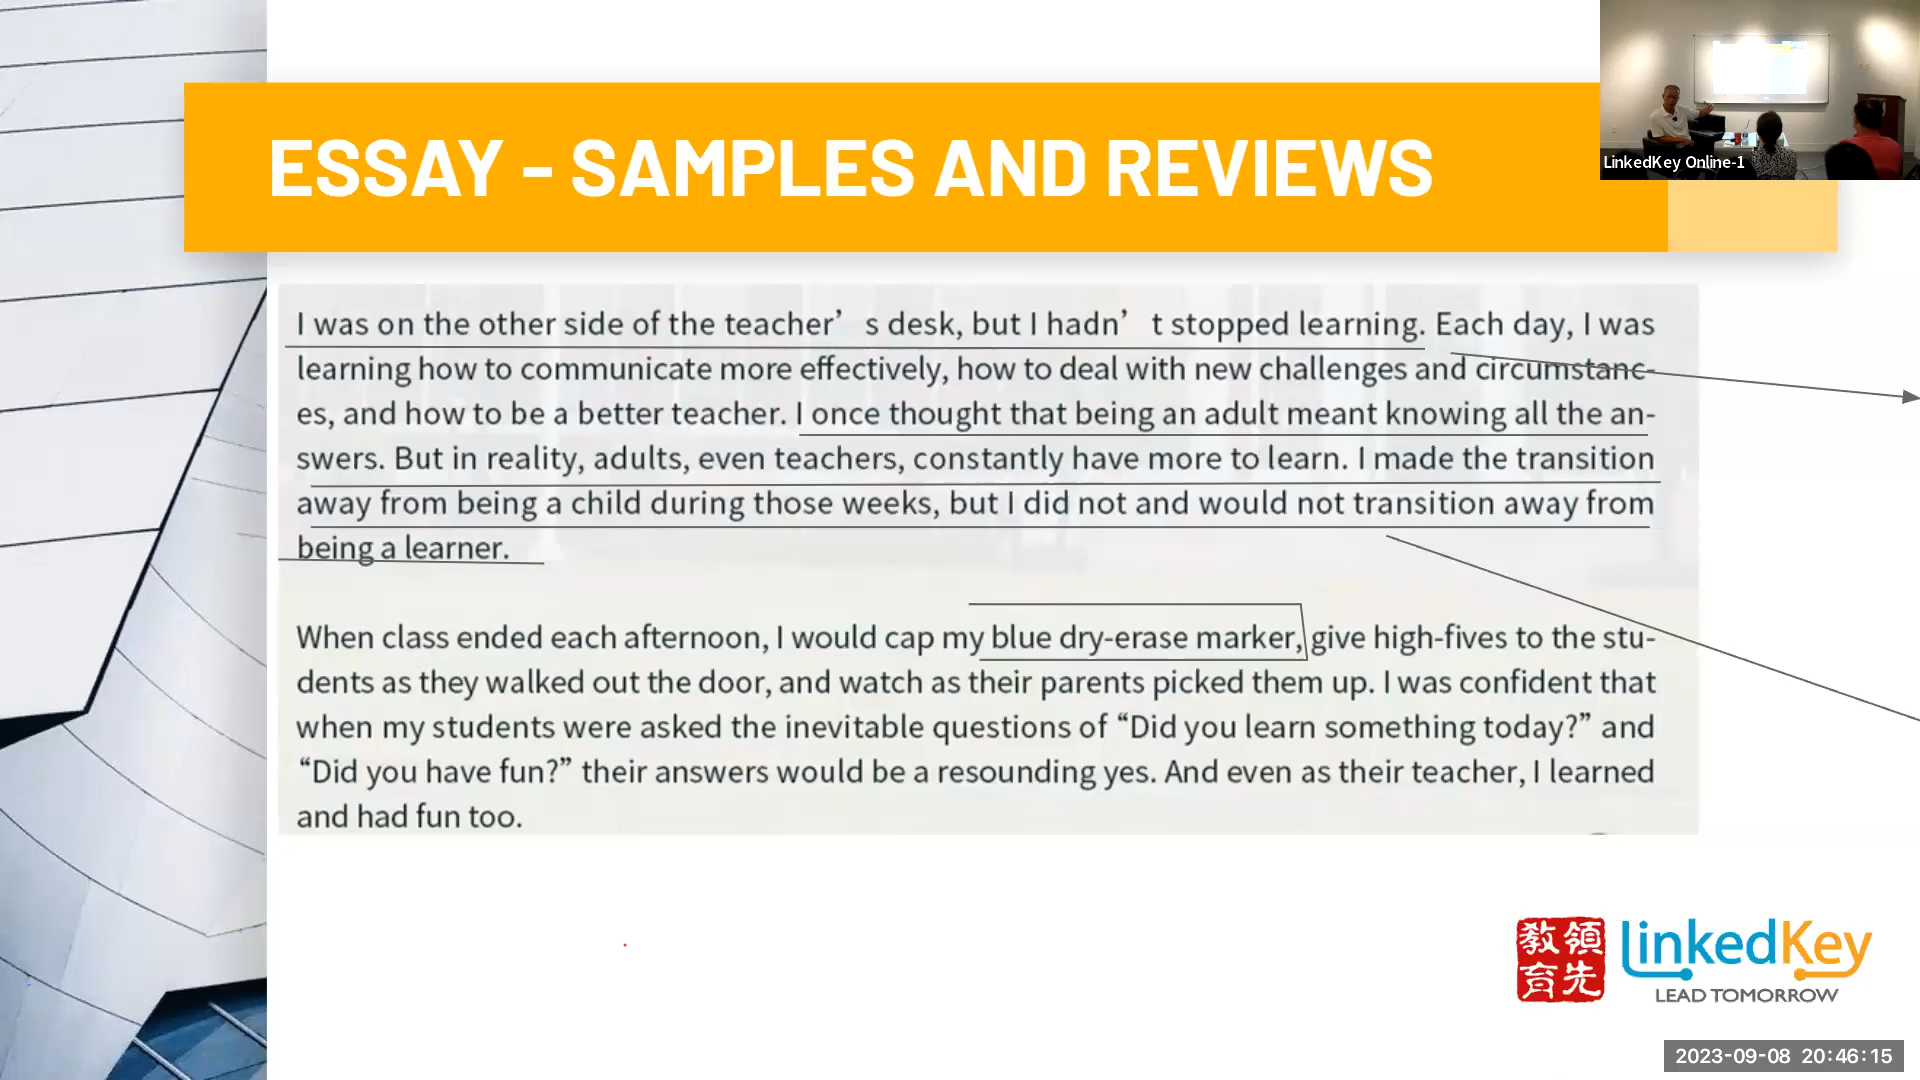 ESSAY - SAMPLES AND REVIEWS
LinkedKey Online-1
I was on the other side of the teacher’s desk, but I hadn’t stopped learning. Each day, I was
learning how to communicate more effectively, how to deal with new challenges and circumstanc-
es, and how to be a better teacher. I once thought that being an adult meant knowing all the an-
swers. But in reality, adults, even teachers, constantly have more to learn. I made the transition
away from being a child during those weeks, but I did not and would not transition away from
being a learner.
When class ended each afternoon, I would cap my blue dry-erase marker, give high-fives to the stu-
dents as they walked out the door, and watch as their parents picked them up. I was confident that
when my students were asked the inevitable questions of “Did you learn something today?” and
“Did you have fun?” their answers would be a resounding yes. And even as their teacher, I learned
and had fun too.
領先教育
LinkedKey
LEAD TOMORROW
2023-09-08 20:46:15